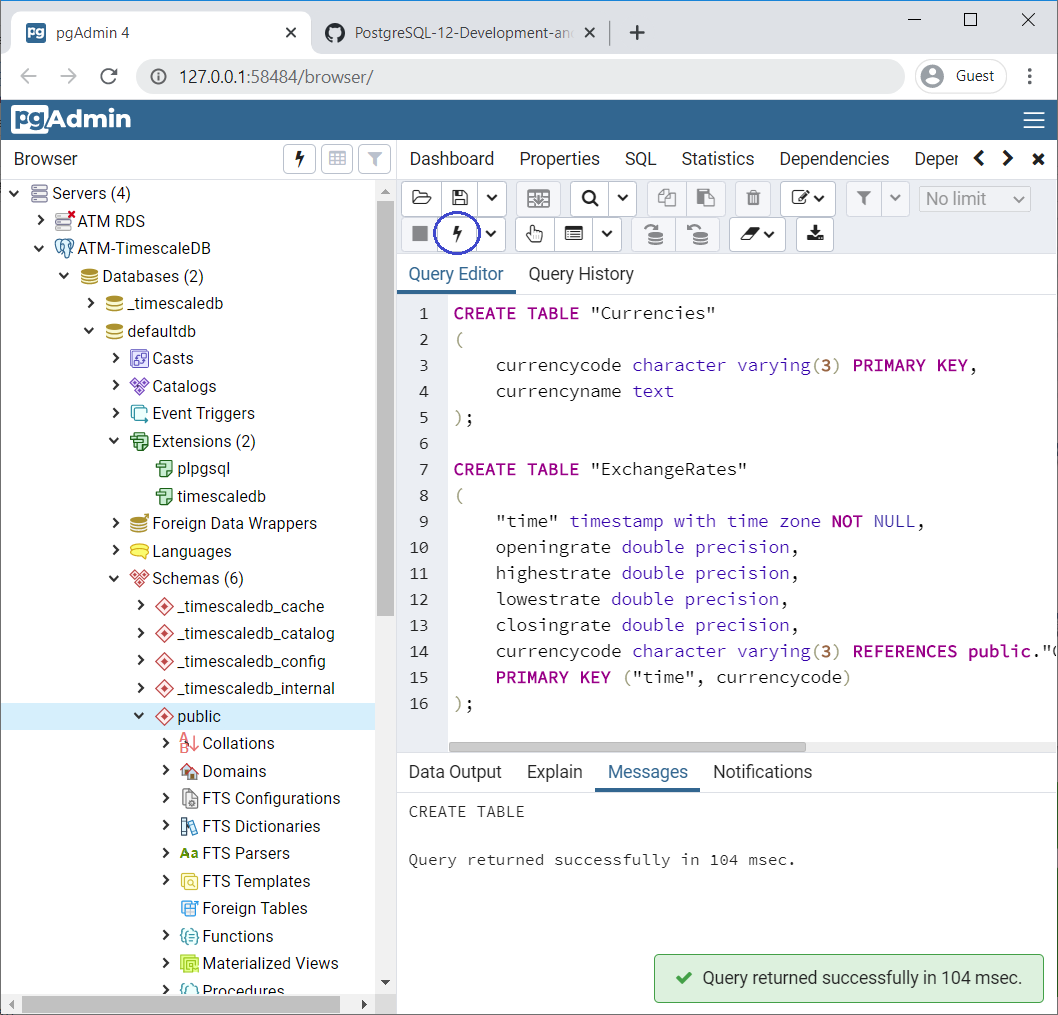 pgAdmin 4
PostgreSQL-12-Development-and
127.0.0.1:58484/browser/
Guest
pgAdmin
Browser
Dashboard Properties SQL Statistics Dependencies Deper
No limit
Query Editor Query History
Servers (4)
ATM RDS
ATM-TimescaleDB
Databases (2)
_timescaledb
defaultdb
Casts
Catalogs
Event Triggers
Extensions (2)
plpgsql
timescaledb
Foreign Data Wrappers
Languages
Schemas (6)
_timescaledb_cache
_timescaledb_catalog
_timescaledb_config
_timescaledb_internal
public
Collations
Domains
FTS Configurations
FTS Dictionaries
Aa FTS Parsers
FTS Templates
Foreign Tables
Functions
Materialized Views
Procedures
1 CREATE TABLE "Currencies"
2 (
3 currencycode character varying(3) PRIMARY KEY,
4 currencyname text
5 );
6
7 CREATE TABLE "ExchangeRates"
8 (
9 "time" timestamp with time zone NOT NULL,
10 openingrate double precision,
11 highestrate double precision,
12 lowestrate double precision,
13 closingrate double precision,
14 currencycode character varying(3) REFERENCES public."
15 PRIMARY KEY ("time", currencycode)
16 );
Data Output Explain Messages Notifications
CREATE TABLE
Query returned successfully in 104 msec.
Query returned successfully in 104 msec.